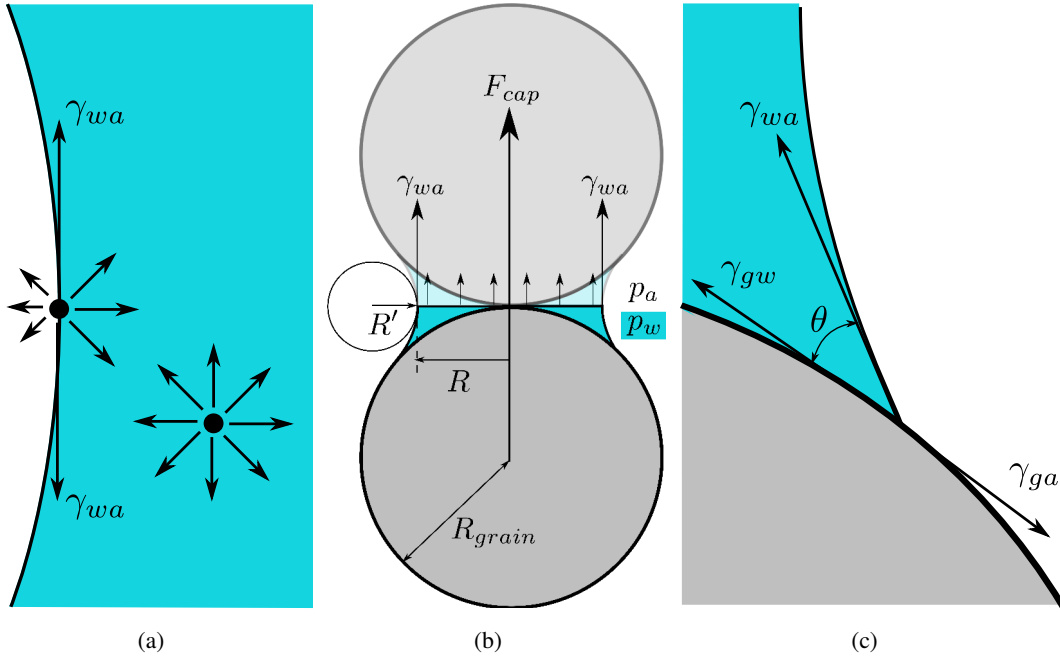 γwa
γwa
(a)
Fcap
γwa
γwa
pa
R′
pw
R
Rgrain
(b)
γwa
γgw
θ
γga
(c)